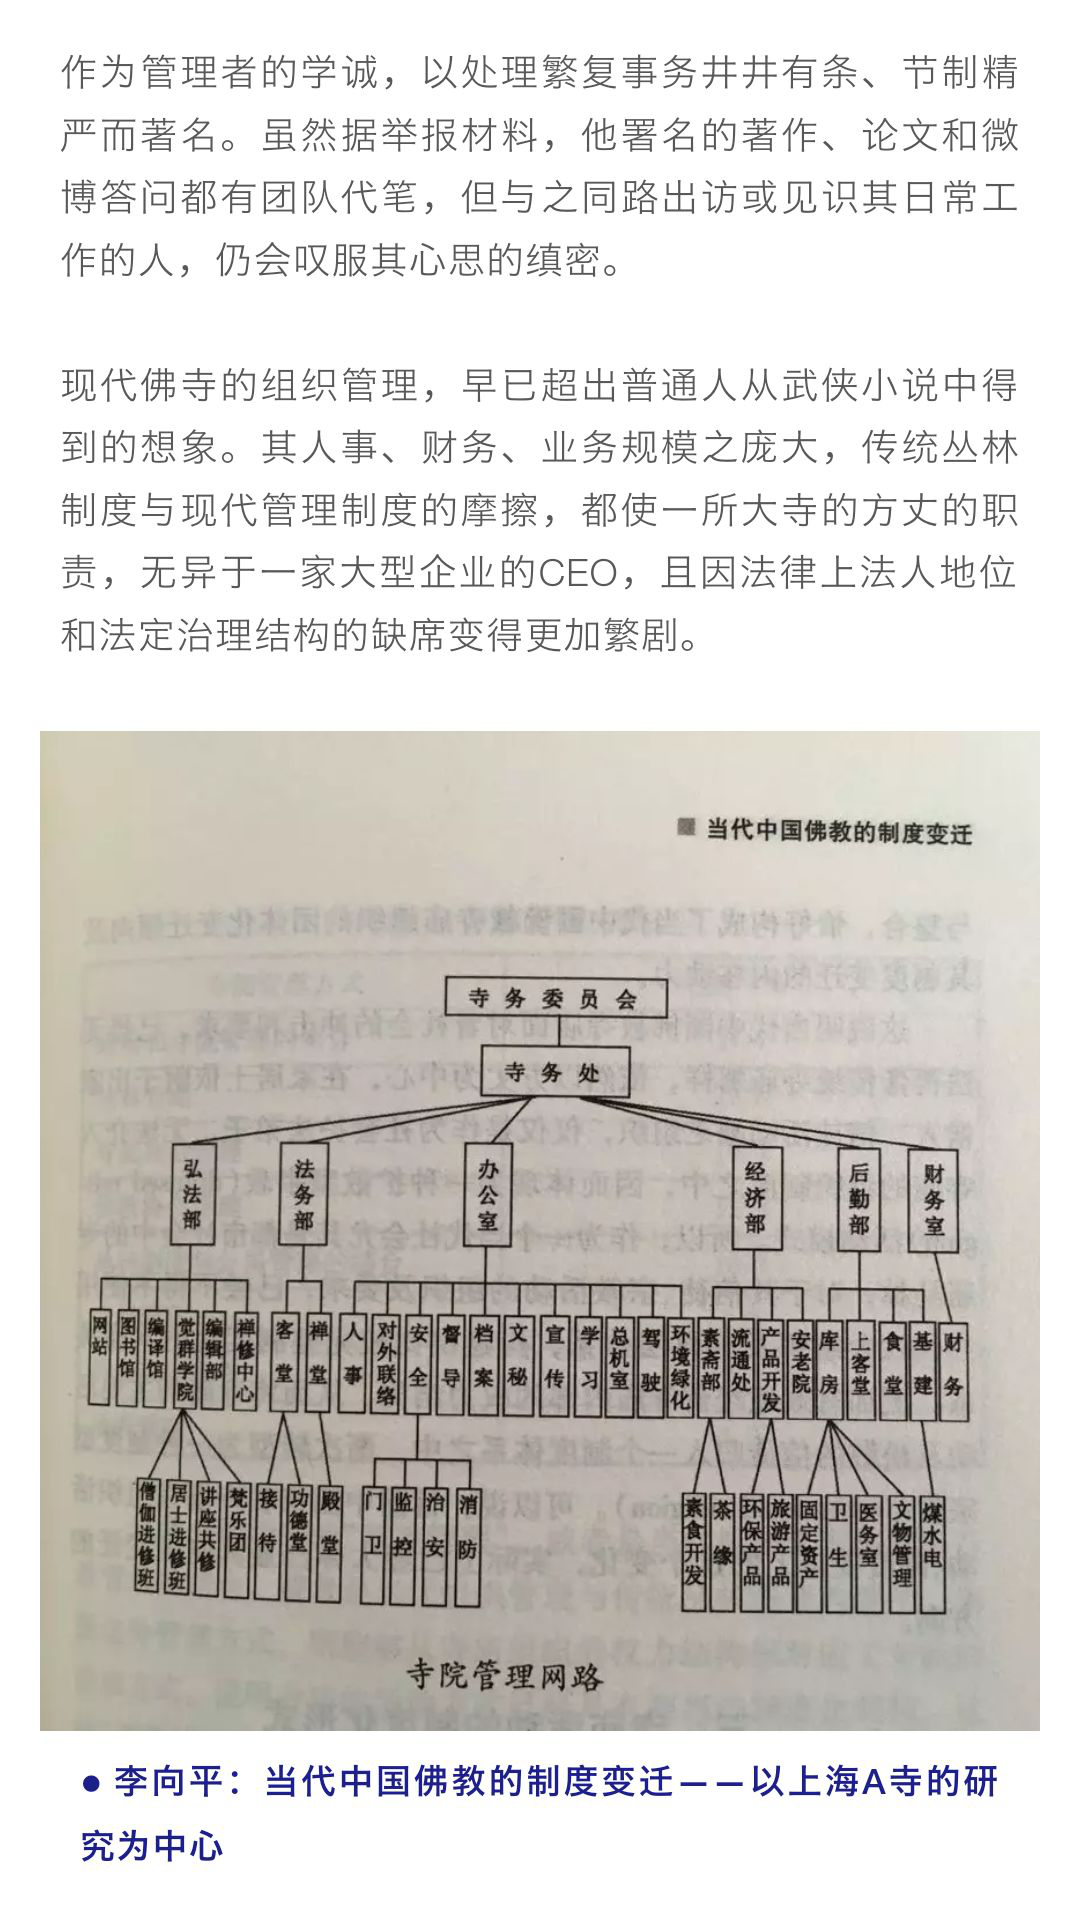 作为管理者的学诚，以处理繁复事务井井有条、节制精
严而著名。虽然据举报材料，他署名的著作、论文和微
博答问都有团队代笔，但与之同路出访或见识其日常工
作的人，仍会叹服其心思的缜密。
现代佛寺的组织管理，早已超出普通人从武侠小说中得
到的想象。其人事、财务、业务规模之庞大，传统丛林
制度与现代管理制度的摩擦，都使一所大寺的方丈的职
责，无异于一家大型企业的CEO，且因法律上法人地位
和法定治理结构的缺席变得更加繁剧。
当代中国佛教的制度变迁
寺务委员会
寺务处
弘法部
法务部
办公室
经济部
后勤部
财务室
网站
图书馆
编译馆
觉群学院
编辑部
禅修中心
客堂
禅堂
人事
对外联络
安全
督导
档案
文秘
宣传
学习
总机室
驾驶
环境绿化
素斋部
流通处
产品开发
安老院
库房
上客堂
食堂
基建
财务
僧伽进修班
居士进修班
讲座共修
梵乐团
接待
功德堂
殿堂
门卫
监控
治安
消防
素食开发
茶缘
环保产品
旅游产品
固定资产
卫生
医务室
文物管理
煤水电
寺院管理网路
● 李向平：当代中国佛教的制度变迁——以上海A寺的研
究为中心